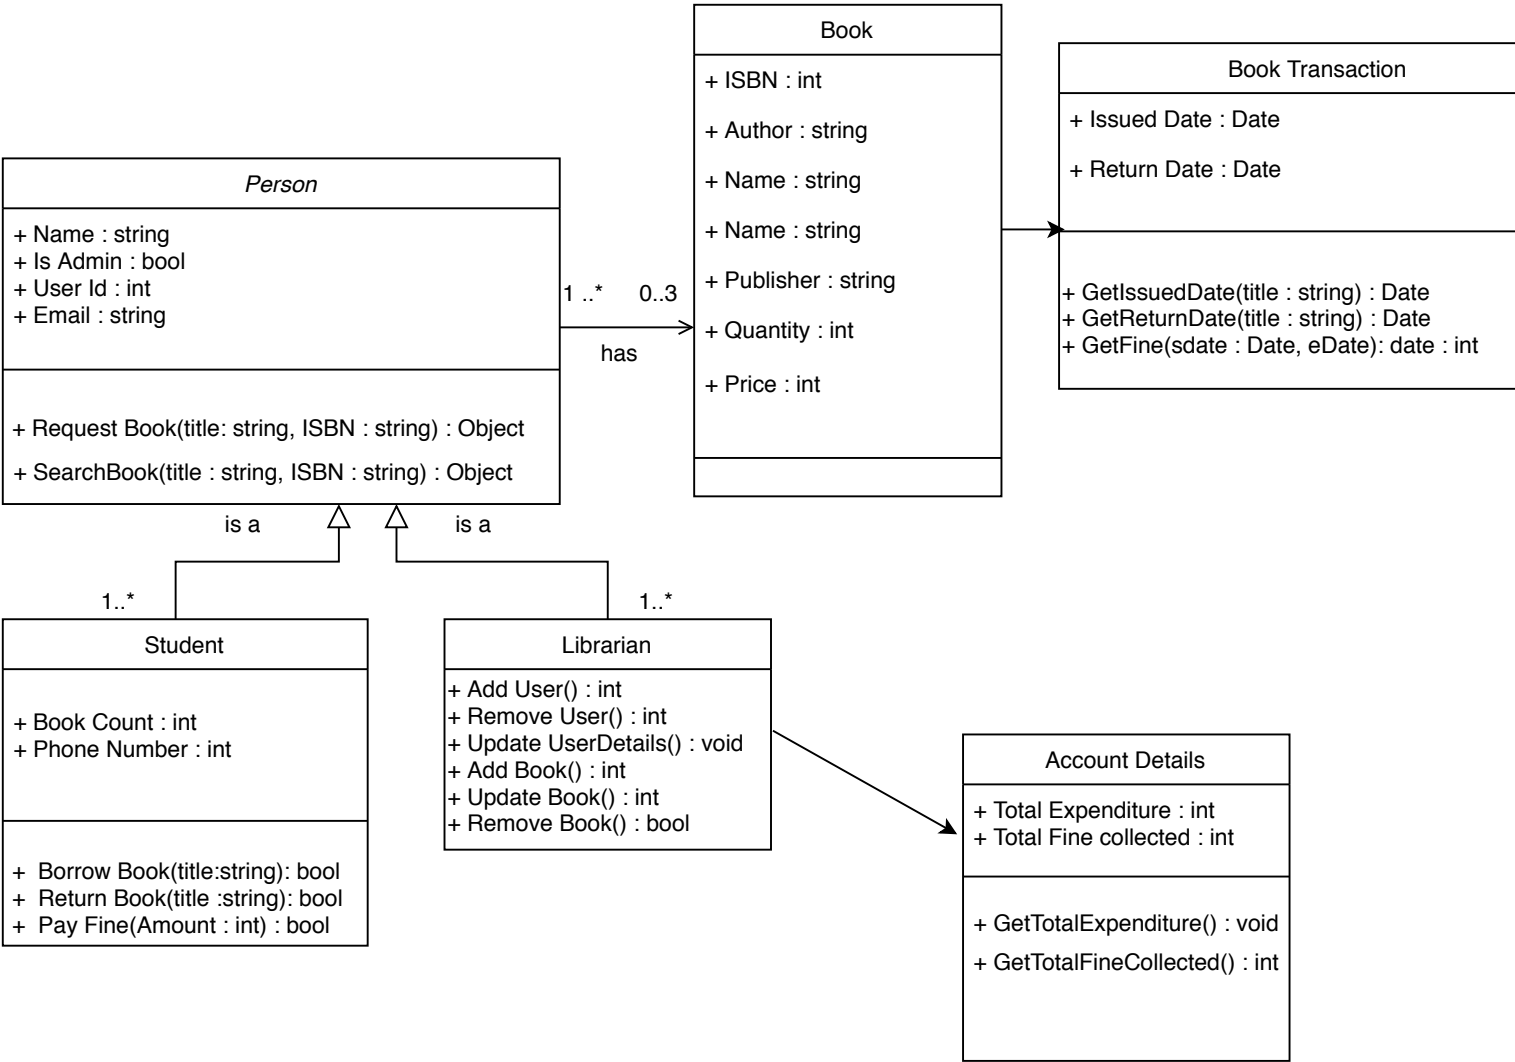 Person
+ Name : string
+ Is Admin : bool
+ User Id : int
+ Email : string
+ Request Book(title: string, ISBN : string) : Object
+ SearchBook(title : string, ISBN : string) : Object
1 ..*
0..3
has
Book
+ ISBN : int
+ Author : string
+ Name : string
+ Name : string
+ Publisher : string
+ Quantity : int
+ Price : int
Book Transaction
+ Issued Date : Date
+ Return Date : Date
+ GetIssuedDate(title : string) : Date
+ GetReturnDate(title : string) : Date
+ GetFine(sdate : Date, eDate): date : int
is a
is a
1..*
1..*
Student
+ Book Count : int
+ Phone Number : int
+ Borrow Book(title:string): bool
+ Return Book(title :string): bool
+ Pay Fine(Amount : int) : bool
Librarian
+ Add User() : int
+ Remove User() : int
+ Update UserDetails() : void
+ Add Book() : int
+ Update Book() : int
+ Remove Book() : bool
Account Details
+ Total Expenditure : int
+ Total Fine collected : int
+ GetTotalExpenditure() : void
+ GetTotalFineCollected() : int